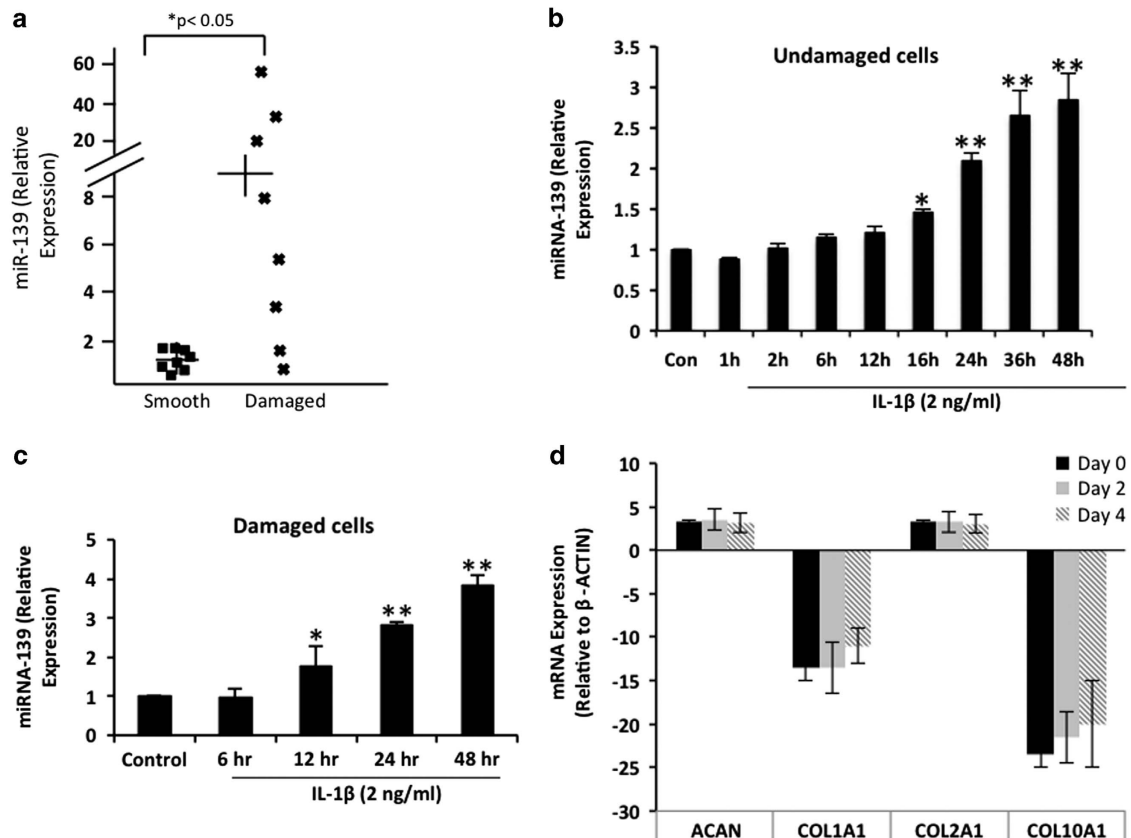 a
*p< 0.05
miR-139 (Relative
Expression)
60
40
20
8
6
4
2
Smooth Damaged
b
Undamaged cells
miRNA-139 (Relative
Expression)
3.5
3
2.5
2
1.5
1
0.5
0
*
**
**
**
Con 1h 2h 6h 12h 16h 24h 36h 48h
IL-1β (2 ng/ml)
c
Damaged cells
miRNA-139 (Relative
Expression)
5
4
3
2
1
0
*
**
**
Control 6 hr 12 hr 24 hr 48 hr
IL-1β (2 ng/ml)
d
mRNA Expression
(Relative to β -ACTIN)
10
5
0
-5
-10
-15
-20
-25
-30
Day 0
Day 2
Day 4
ACAN COL1A1 COL2A1 COL10A1